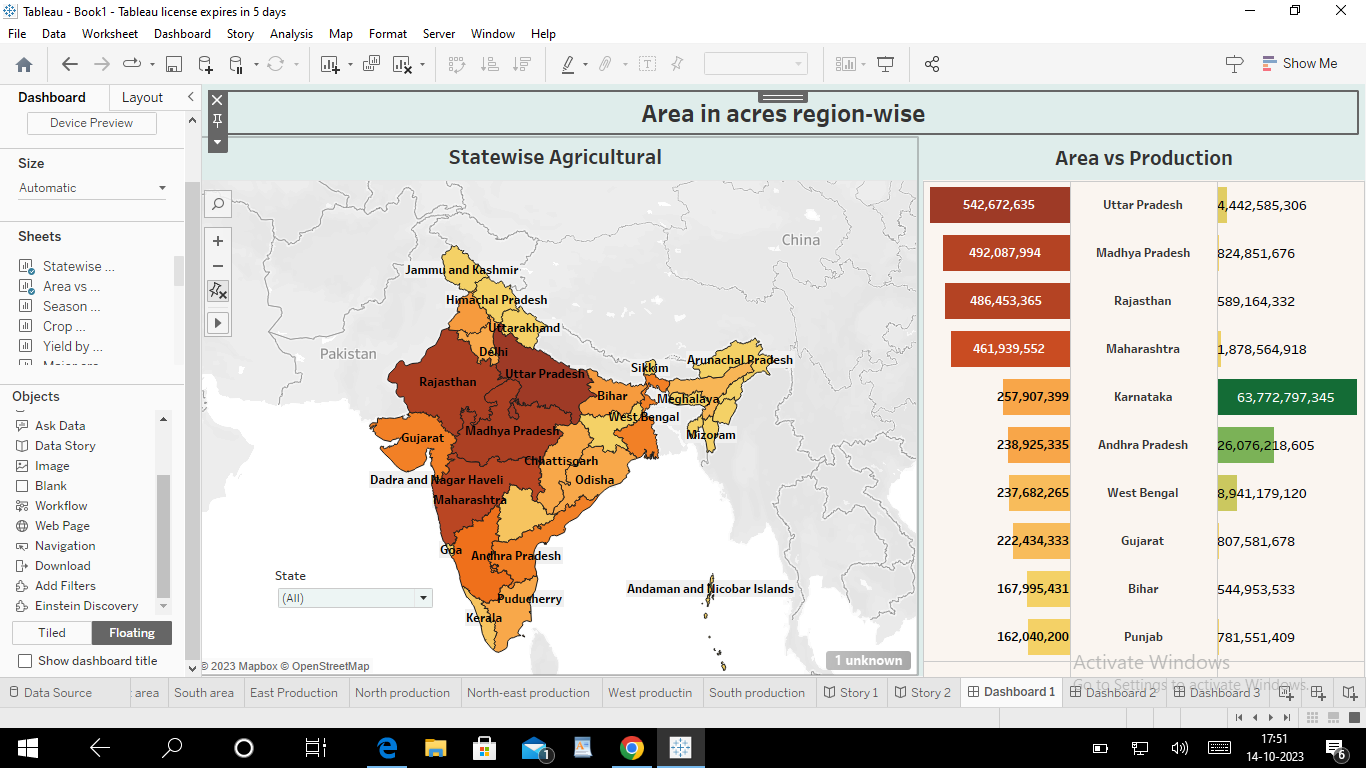 Tableau - Book1 - Tableau license expires in 5 days
File Data Worksheet Dashboard Story Analysis Map Format Server Window Help
Show Me
Dashboard Layout
Device Preview
Size
Automatic
Sheets
Statewise ...
Area vs ...
Season ...
Crop ...
Yield by ...
Objects
Ask Data
Data Story
Image
Blank
Workflow
Web Page
Navigation
Download
Add Filters
Einstein Discovery
Tiled Floating
Show dashboard title
Area in acres region-wise
Statewise Agricultural
China
Pakistan
Jammu and Kashmir
Himachal Pradesh
Uttarakhand
Delhi
Arunachal Pradesh
Sikkim
Uttar Pradesh
Rajasthan
Bihar
Meghalaya
West Bengal
Madhya Pradesh
Mizoram
Gujarat
Chhattisgarh
Dadra and Nagar Haveli
Odisha
Maharashtra
Goa
Andhra Pradesh
Andaman and Nicobar Islands
Puducherry
Kerala
State
(All)
© 2023 Mapbox © OpenStreetMap
1 unknown
Area vs Production
542,672,635 Uttar Pradesh 4,442,585,306
492,087,994 Madhya Pradesh 824,851,676
486,453,365 Rajasthan 589,164,332
461,939,552 Maharashtra 1,878,564,918
257,907,399 Karnataka 63,772,797,345
238,925,335 Andhra Pradesh 26,076,218,605
237,682,265 West Bengal 8,941,179,120
222,434,333 Gujarat 807,581,678
167,995,431 Bihar 544,953,533
162,040,200 Punjab 781,551,409
Activate Windows
Go to Settings to activate Windows.
Data Source area South area East Production North production North-east production West productin South production Story 1 Story 2 Dashboard 1 Dashboard 2 Dashboard 3
1
17:51
14-10-2023
6